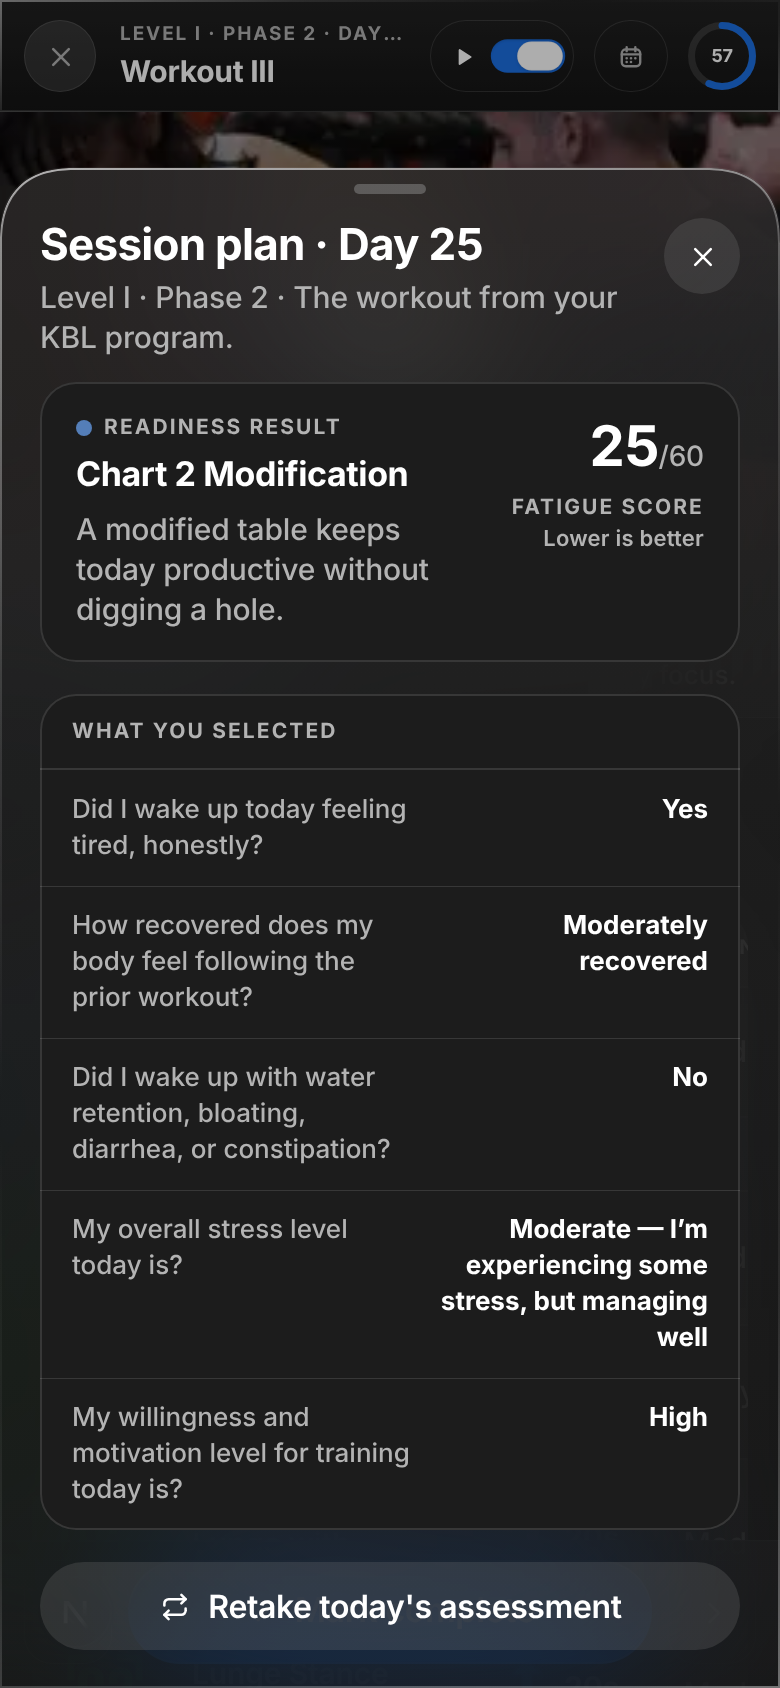 LEVEL I · PHASE 2 · DAY...
Workout III
57
Session plan · Day 25
Level I · Phase 2 · The workout from your
KBL program.
READINESS RESULT
Chart 2 Modification
A modified table keeps
today productive without
digging a hole.
25/60
FATIGUE SCORE
Lower is better
focus.
WHAT YOU SELECTED
Did I wake up today feeling
tired, honestly?
Yes
How recovered does my
body feel following the
prior workout?
Moderately
recovered
Did I wake up with water
retention, bloating,
diarrhea, or constipation?
No
My overall stress level
today is?
Moderate — I’m
experiencing some
stress, but managing
well
My willingness and
motivation level for training
today is?
High
Retake today's assessment
Lunge Stance